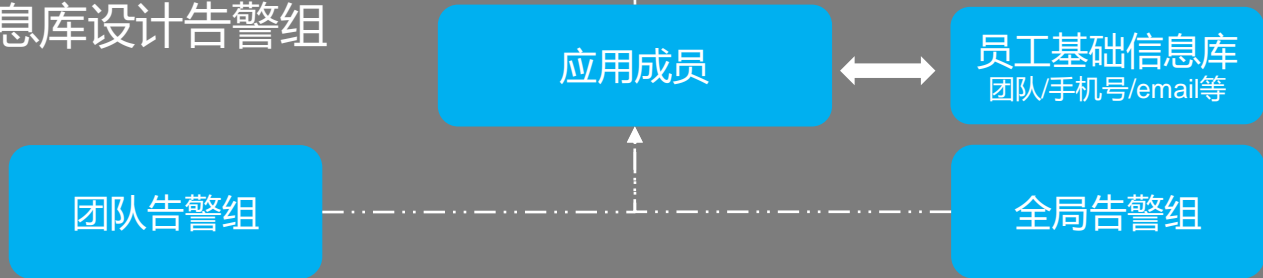 息库设计告警组
应用成员
员工基础信息库
团队/手机号/email等
团队告警组
全局告警组